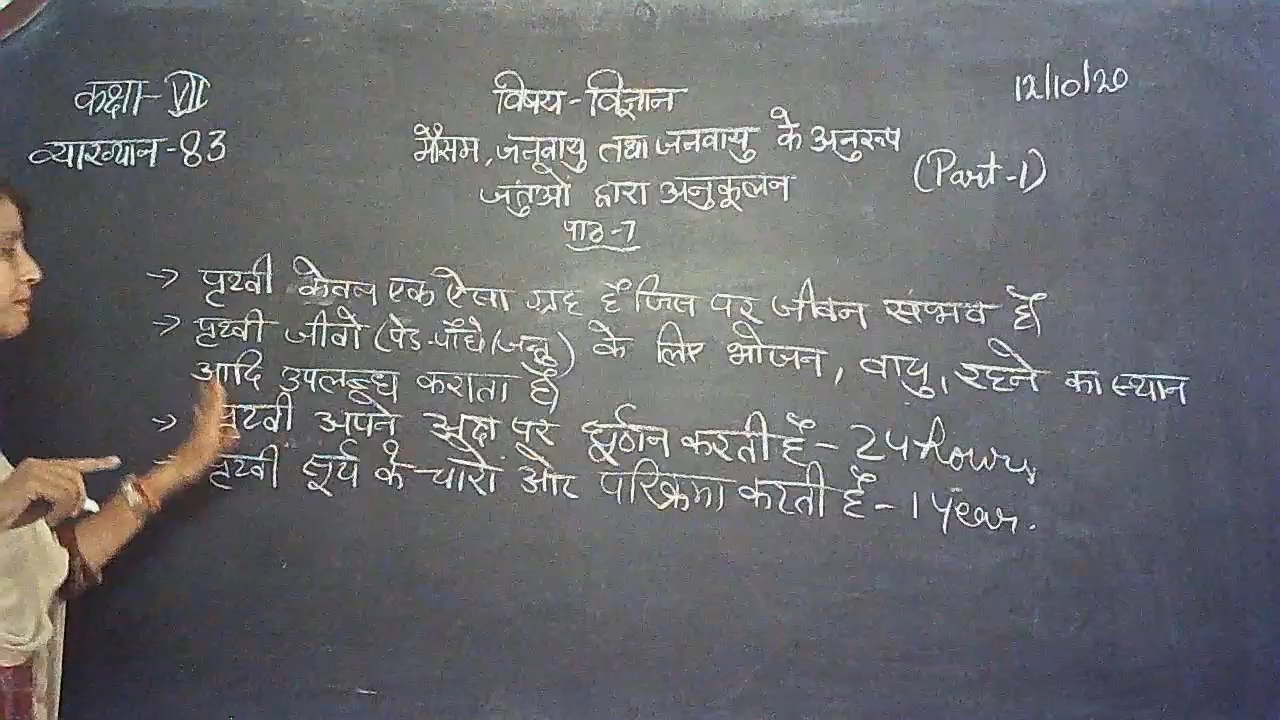 कक्षा-VII
विषय-विज्ञान
12/10/20
व्याख्यान-83
मौसम, जलवायु तथा जलवायु के अनुरूप
जंतुओं द्वारा अनुकूलन
(Part-1)
पाठ-7
→ पृथ्वी केवल एक ऐसा ग्रह है जिस पर जीवन संभव है।
→ पृथ्वी जीवो (पेड-पौधे/जन्तु) के लिए भोजन, वायु, रहने का स्थान
आदि उपलब्ध कराता है।
→ पृथ्वी अपने अक्ष पर घूर्णन करती है - 24 hours,
पृथ्वी सूर्य के चारों ओर परिक्रमा करती है - 1 Year.